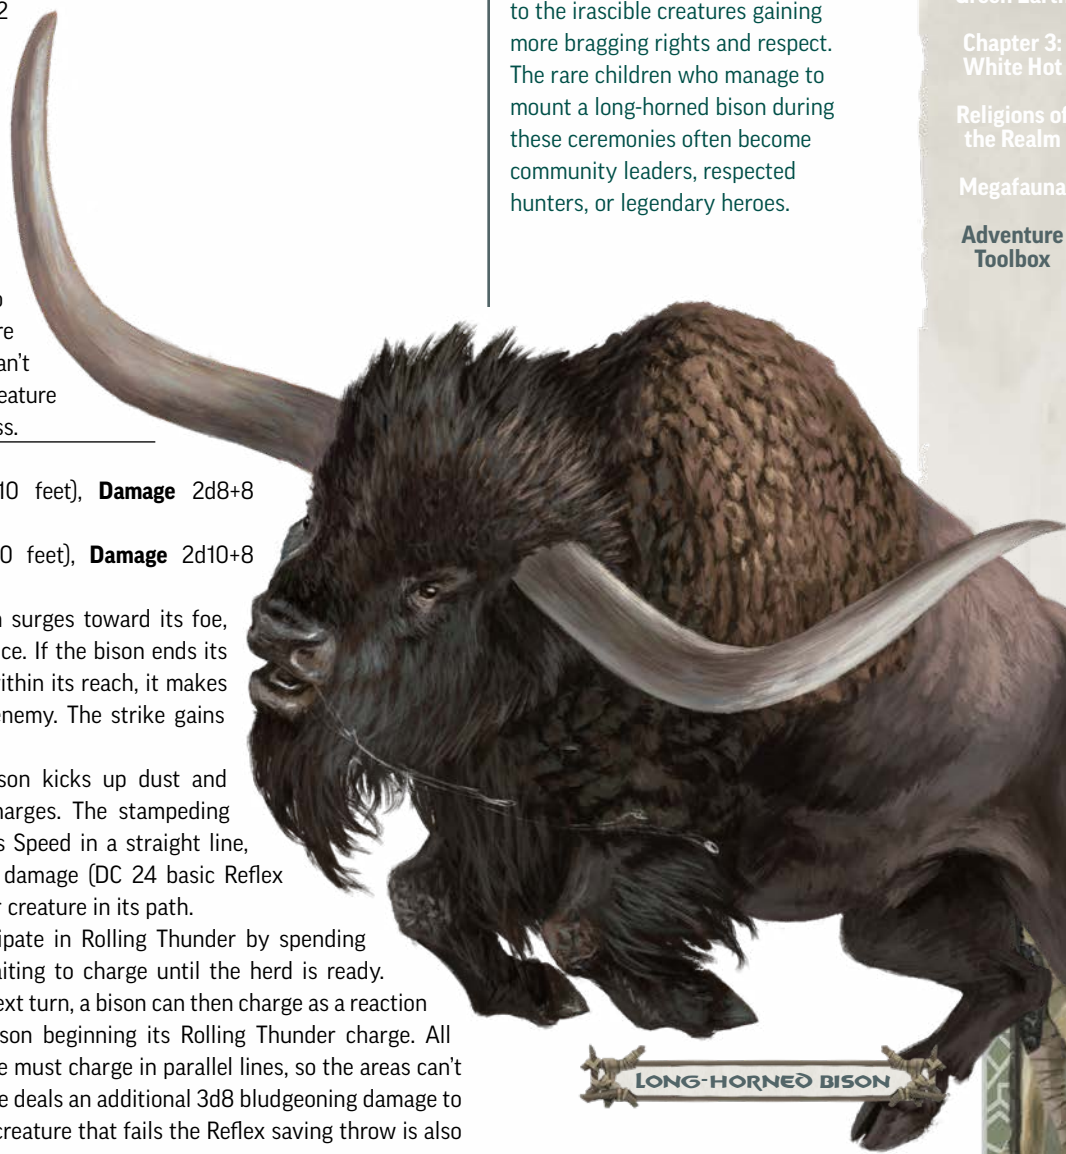 2
re
an't
eature
ss.
10 feet), Damage 2d8+8
0 feet), Damage 2d10+8
n surges toward its foe,
ce. If the bison ends its
within its reach, it makes
enemy. The strike gains
son kicks up dust and
harges. The stampeding
s Speed in a straight line,
damage (DC 24 basic Reflex
r creature in its path.
ipate in Rolling Thunder by spending
aiting to charge until the herd is ready.
ext turn, a bison can then charge as a reaction
ison beginning its Rolling Thunder charge. All
e must charge in parallel lines, so the areas can't
e deals an additional 3d8 bludgeoning damage to
creature that fails the Reflex saving throw is also
to the irascible creatures gaining
more bragging rights and respect.
The rare children who manage to
mount a long-horned bison during
these ceremonies often become
community leaders, respected
hunters, or legendary heroes.
LONG-HORNED BISON
Chapter 3:
White Hot
Religions of
the Realm
Megafauna
Adventure
Toolbox